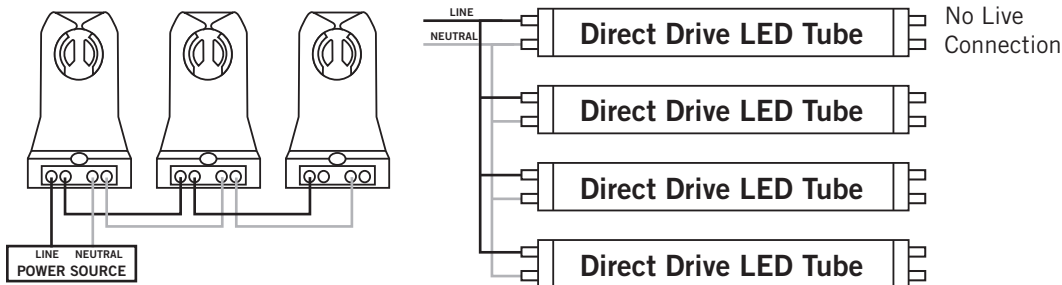 LINE NEUTRAL
POWER SOURCE
LINE
NEUTRAL
Direct Drive LED Tube
No Live
Connection
Direct Drive LED Tube
Direct Drive LED Tube
Direct Drive LED Tube